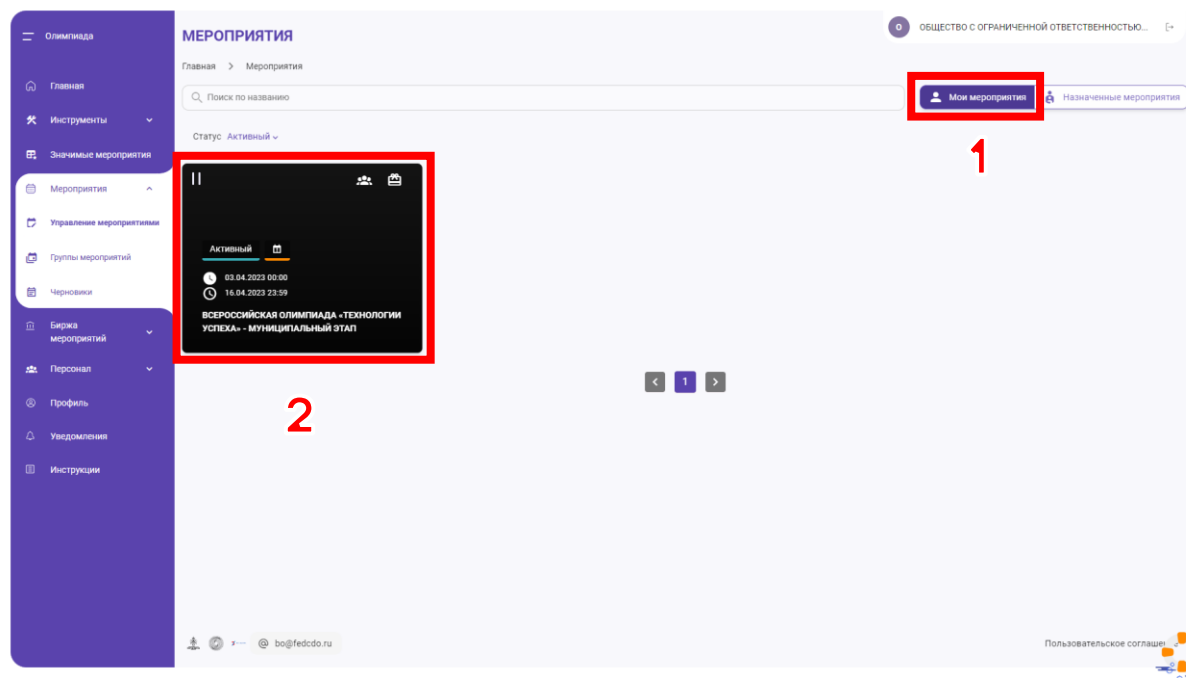 Олимпиада
МЕРОПРИЯТИЯ
О ОБЩЕСТВО С ОГРАНИЧЕННОЙ ОТВЕТСТВЕННОСТЬЮ...
Главная > Мероприятия
Главная
Поиск по названию
Мои мероприятия
Назначенные мероприятия
Инструменты
Статус Активный
1
Значимые мероприятия
Мероприятия
Управление мероприятиями
Группы мероприятий
Черновики
Активный
03.04.2023 00:00
16.04.2023 23:59
ВСЕРОССИЙСКАЯ ОЛИМПИАДА «ТЕХНОЛОГИИ
УСПЕХА» - МУНИЦИПАЛЬНЫЙ ЭТАП
2
Биржа
мероприятий
Персонал
Профиль
Уведомления
Инструкции
< 1 >
@ bo@fedcdo.ru
Пользовательское